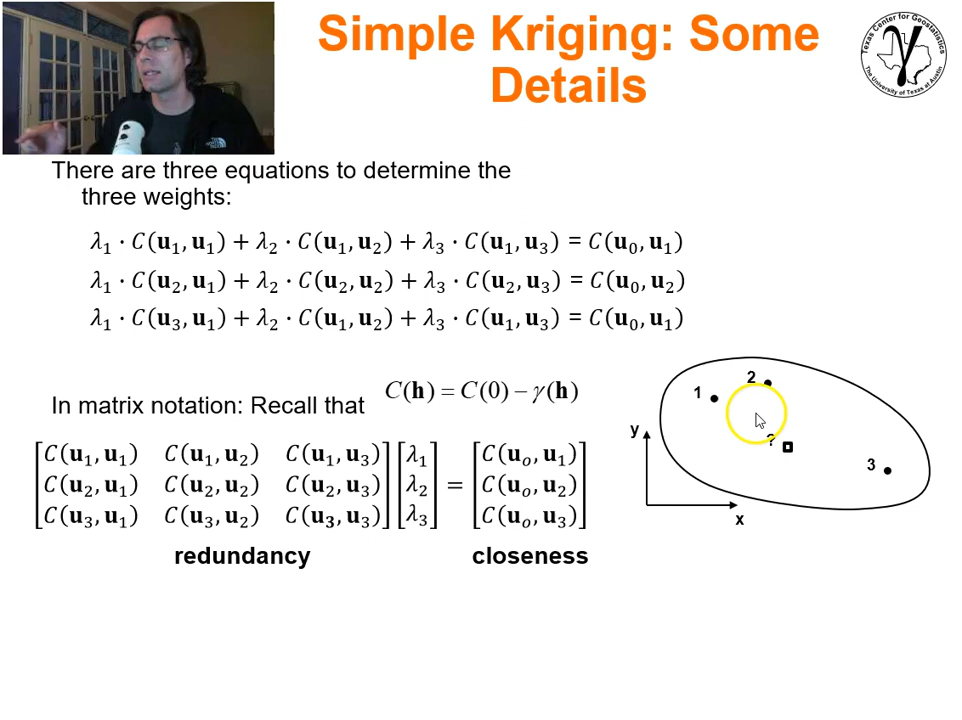 Simple Kriging: Some
Details
Texas Center for Geostatistics
The University of Texas at Austin
γ
There are three equations to determine the
three weights:
λ₁ · C(u₁, u₁) + λ₂ · C(u₁, u₂) + λ₃ · C(u₁, u₃) = C(u₀, u₁)
λ₁ · C(u₂, u₁) + λ₂ · C(u₂, u₂) + λ₃ · C(u₂, u₃) = C(u₀, u₂)
λ₁ · C(u₃, u₁) + λ₂ · C(u₁, u₂) + λ₃ · C(u₁, u₃) = C(u₀, u₁)
In matrix notation: Recall that C(h) = C(0) − γ(h)
C(u₁, u₁) C(u₁, u₂) C(u₁, u₃) λ₁ C(uₒ, u₁)
C(u₂, u₁) C(u₂, u₂) C(u₂, u₃) λ₂ = C(uₒ, u₂)
C(u₃, u₁) C(u₃, u₂) C(u₃, u₃) λ₃ C(uₒ, u₃)
redundancy closeness
2
1
y
?
3
x